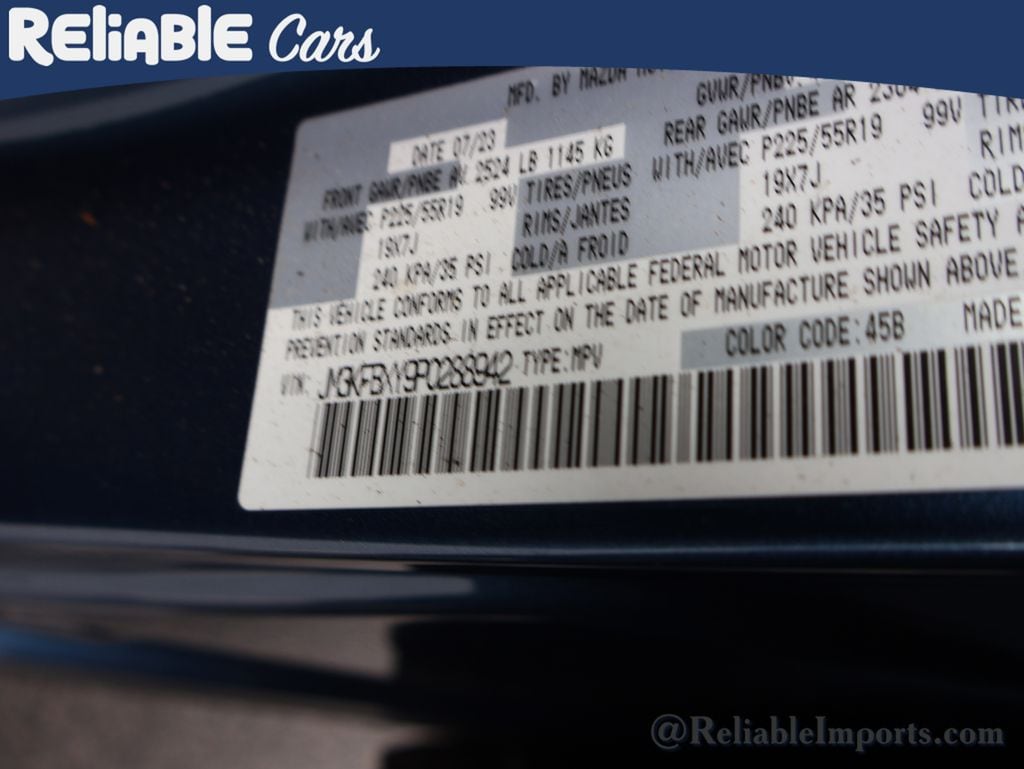 RELiABLE Cars
MFD. BY MAZDA
DATE 07/23
GVWR/PNBV
FRONT GAWR/PNBE AV 2524 LB 1145 KG
REAR GAWR/PNBE AR
WITH/AVEC P225/55R19 99V TIRES/PNEUS
WITH/AVEC P225/55R19 99V
19X7J RIMS/JANTES
19X7J
240 KPA/35 PSI COLD/A FROID
240 KPA/35 PSI COLD
THIS VEHICLE CONFORMS TO ALL APPLICABLE FEDERAL MOTOR VEHICLE SAFETY
PREVENTION STANDARDS IN EFFECT ON THE DATE OF MANUFACTURE SHOWN ABOVE
VIN: JM3KFBXY9P0288942 TYPE:MPV COLOR CODE:45B MADE
@ReliableImports.com